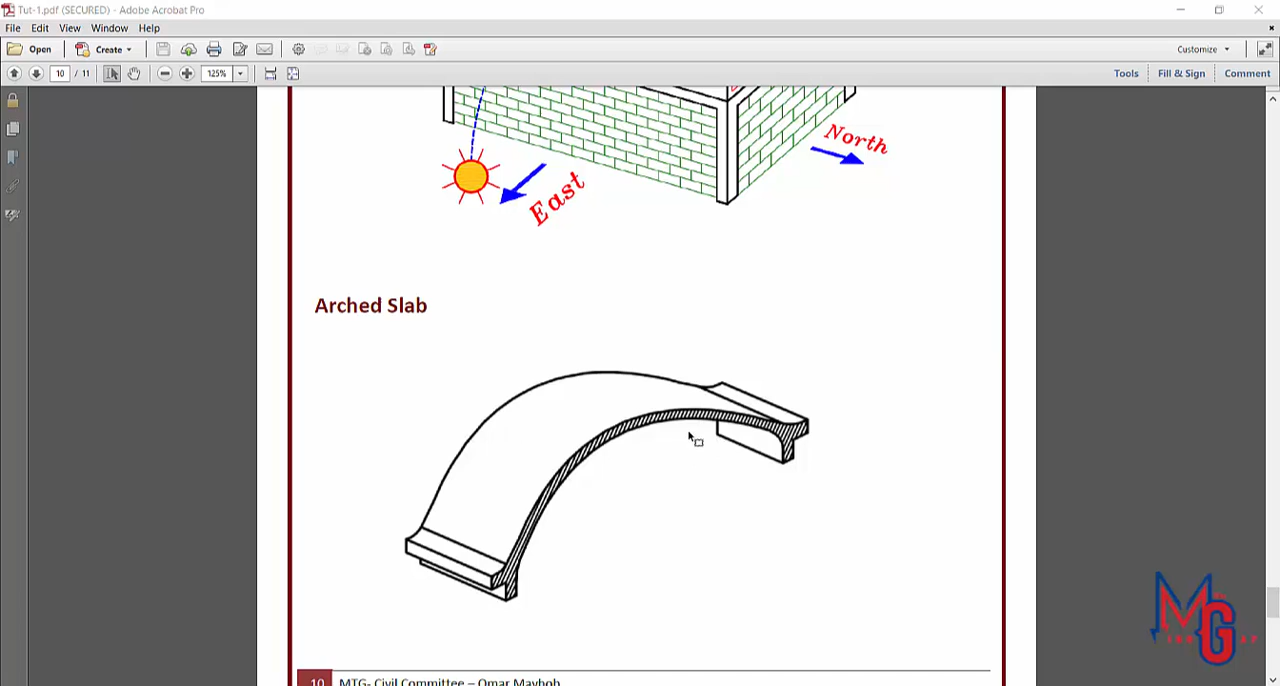 Tut-1.pdf (SECURED) - Adobe Acrobat Pro
File Edit View Window Help
Open Create Customize
10 / 11 125% Tools Fill & Sign Comment
North
East
Arched Slab
10 MTG- Civil Committee – Omar Mayhob
MG